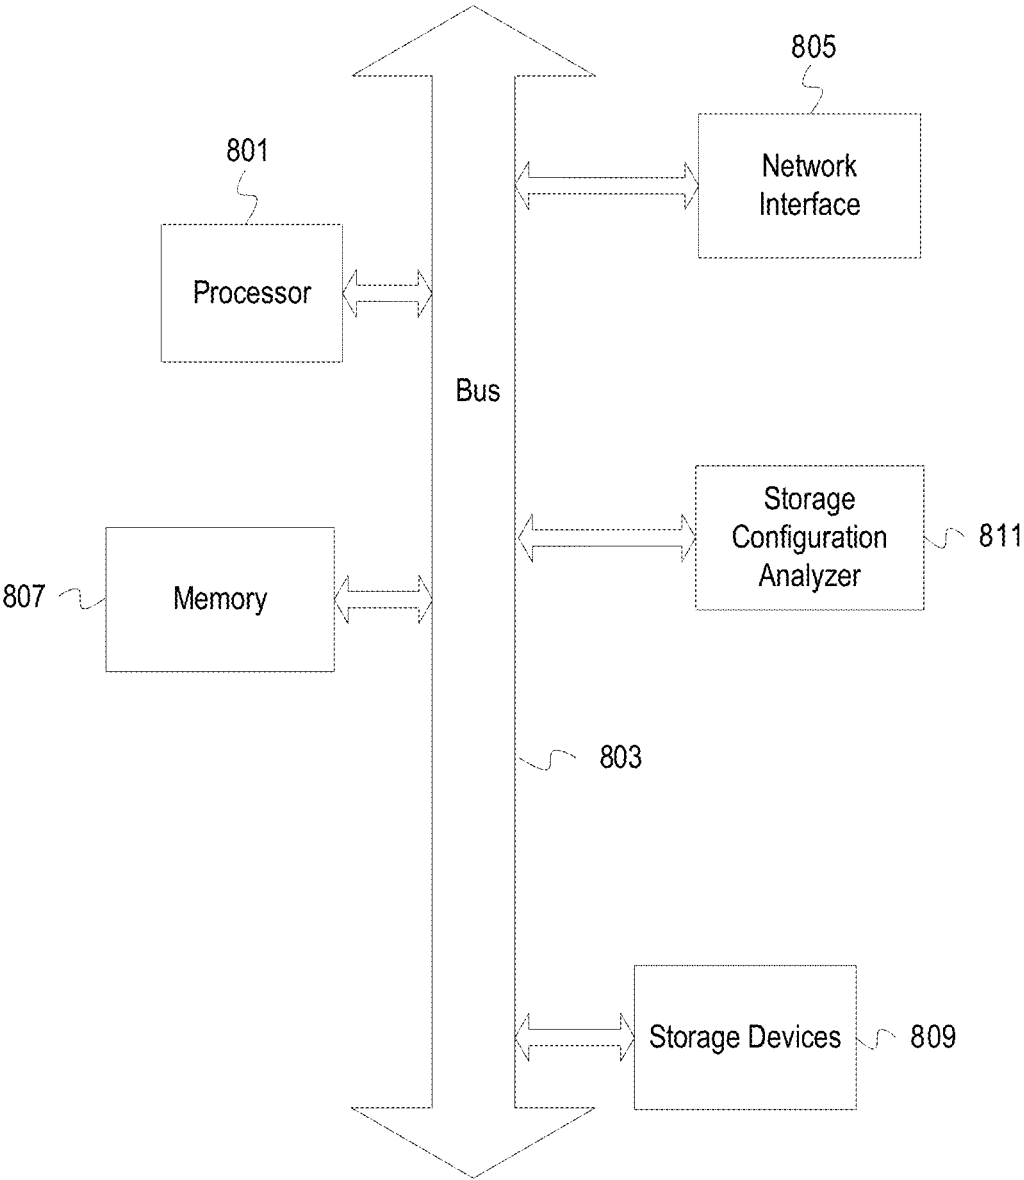 805
Network
Interface
801
Processor
Bus
Storage
Configuration
Analyzer
811
807
Memory
803
Storage Devices
809